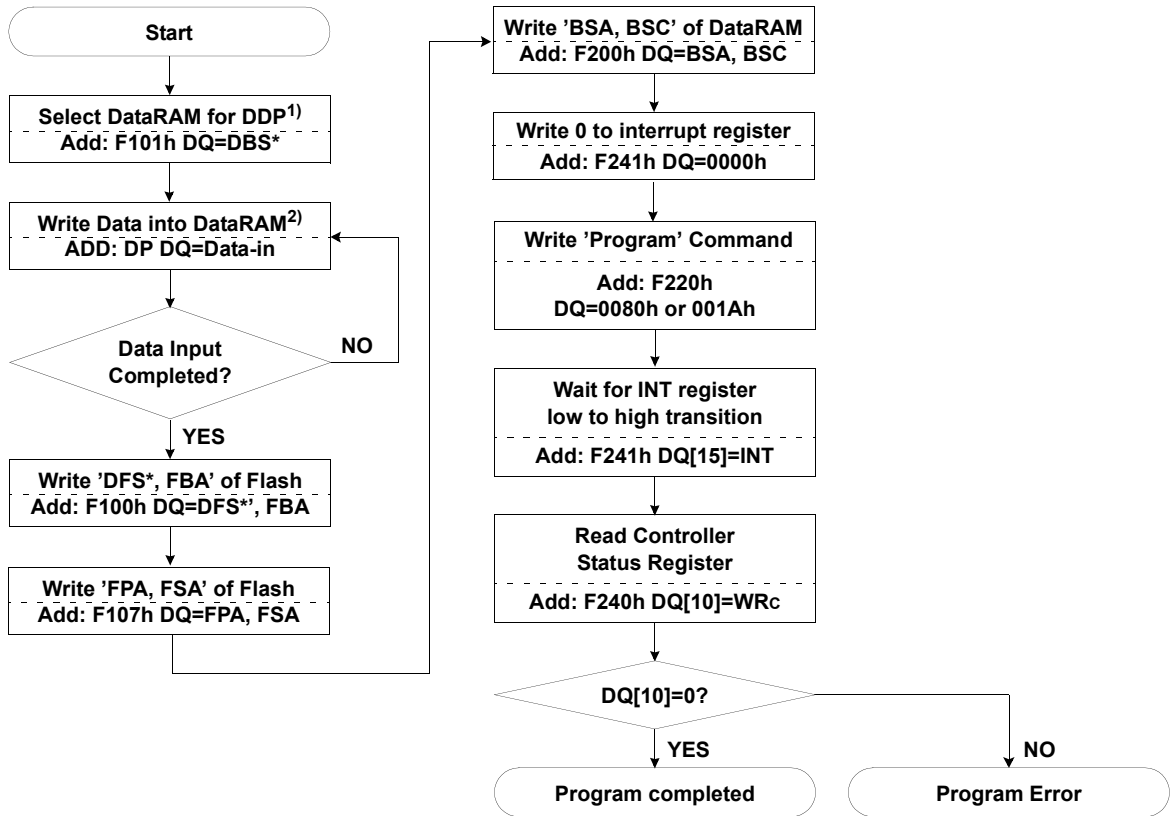 Start
Select DataRAM for DDP1)
Add: F101h DQ=DBS*
Write Data into DataRAM2)
ADD: DP DQ=Data-in
Data Input
Completed?
NO
YES
Write ’DFS*, FBA’ of Flash
Add: F100h DQ=DFS*’, FBA
Write ’FPA, FSA’ of Flash
Add: F107h DQ=FPA, FSA
Write ’BSA, BSC’ of DataRAM
Add: F200h DQ=BSA, BSC
Write 0 to interrupt register
Add: F241h DQ=0000h
Write ’Program’ Command
Add: F220h
DQ=0080h or 001Ah
Wait for INT register
low to high transition
Add: F241h DQ[15]=INT
Read Controller
Status Register
Add: F240h DQ[10]=WRc
DQ[10]=0?
YES
NO
Program completed
Program Error